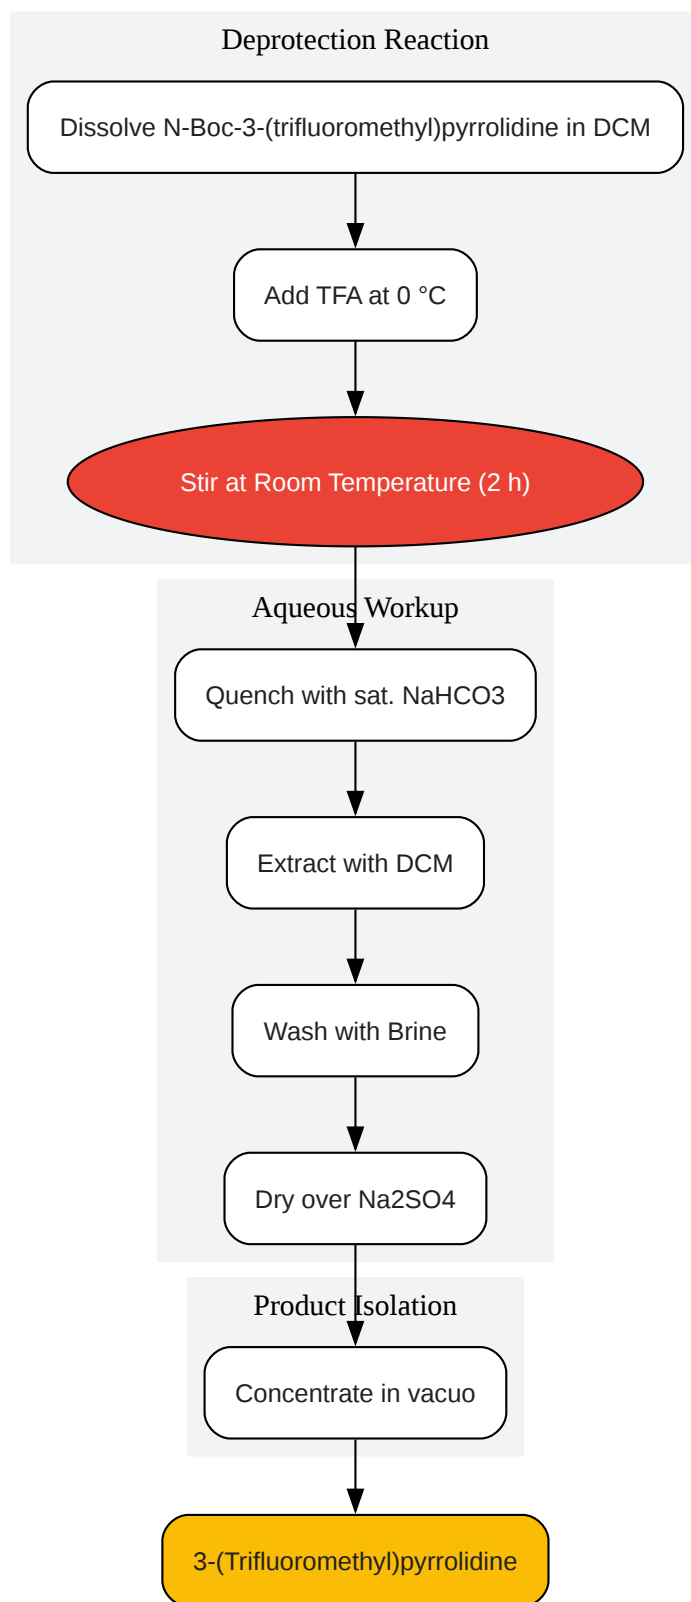 Deprotection Reaction
Dissolve N-Boc-3-(trifluoromethyl)pyrrolidine in DCM
Add TFA at 0 °C
Stir at Room Temperature (2 h)
Aqueous Workup
Quench with sat. NaHCO3
Extract with DCM
Wash with Brine
Dry over Na2SO4
Product Isolation
Concentrate in vacuo
3-(Trifluoromethyl)pyrrolidine